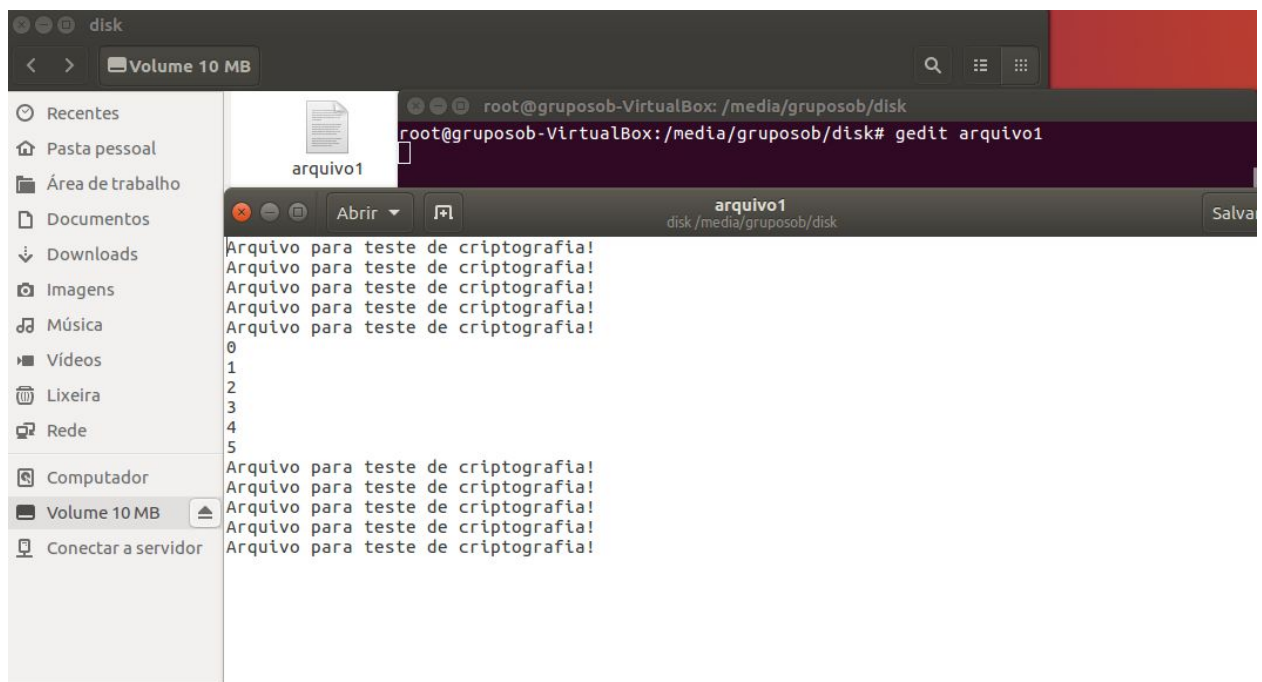 disk
Volume 10 MB
Recentes
Pasta pessoal
Área de trabalho
Documentos
Downloads
Imagens
Música
Vídeos
Lixeira
Rede
Computador
Volume 10 MB
Conectar a servidor
arquivo1
root@gruposob-VirtualBox: /media/gruposob/disk
root@gruposob-VirtualBox:/media/gruposob/disk# gedit arquivo1
Abrir
arquivo1
disk /media/gruposob/disk
Salva
Arquivo para teste de criptografia!
Arquivo para teste de criptografia!
Arquivo para teste de criptografia!
Arquivo para teste de criptografia!
Arquivo para teste de criptografia!
0
1
2
3
4
5
Arquivo para teste de criptografia!
Arquivo para teste de criptografia!
Arquivo para teste de criptografia!
Arquivo para teste de criptografia!
Arquivo para teste de criptografia!